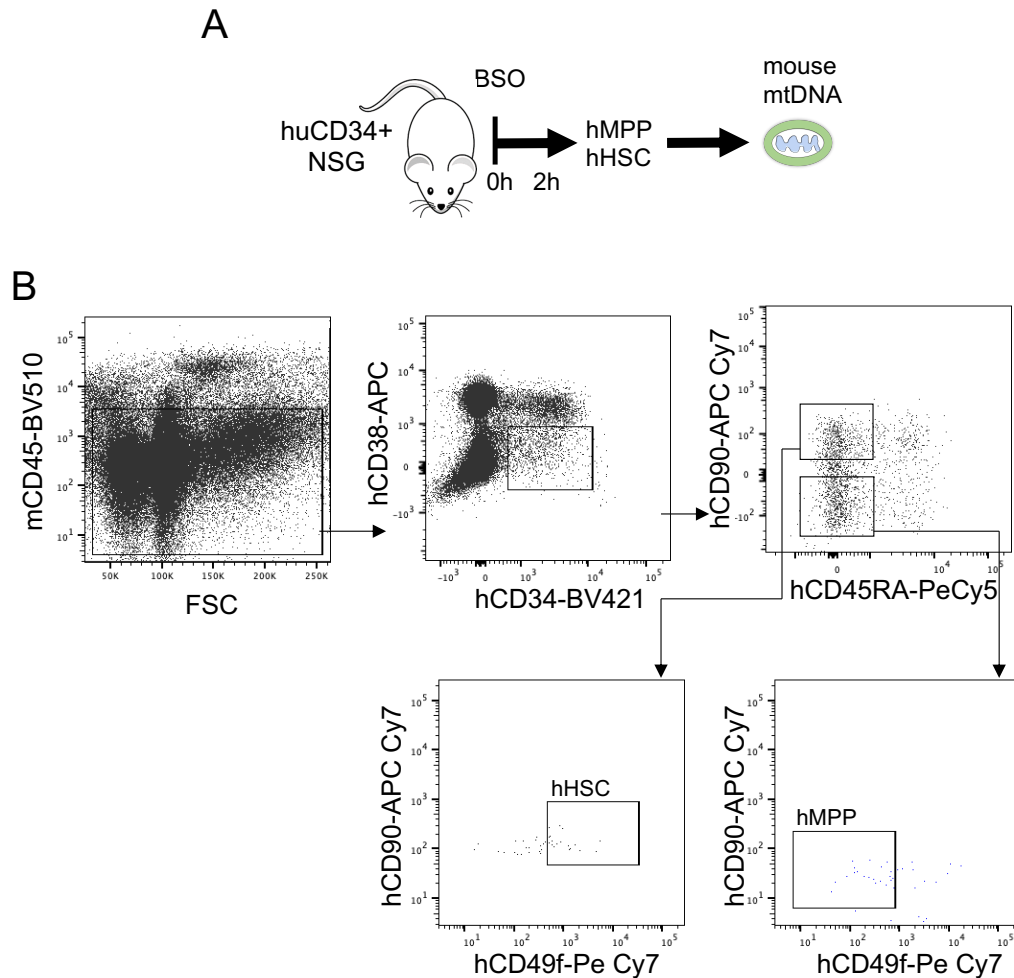 A
BSO
huCD34+
NSG
0h 2h
hMPP
hHSC
mouse
mtDNA
B
mCD45-BV510
10^5
10^4
10^3
10^2
10^1
50K 100K 150K 200K 250K
FSC
hCD38-APC
10^5
10^4
10^3
0
-10^3
-10^3 0 10^3 10^4 10^5
hCD34-BV421
hCD90-APC Cy7
10^5
10^4
10^3
10^2
0
-10^2
0 10^4 10^5
hCD45RA-PeCy5
hCD90-APC Cy7
10^5
10^4
10^3
10^2
10^1
hHSC
10^1 10^2 10^3 10^4 10^5
hCD49f-Pe Cy7
hCD90-APC Cy7
10^5
10^4
10^3
10^2
10^1
hMPP
10^1 10^2 10^3 10^4 10^5
hCD49f-Pe Cy7